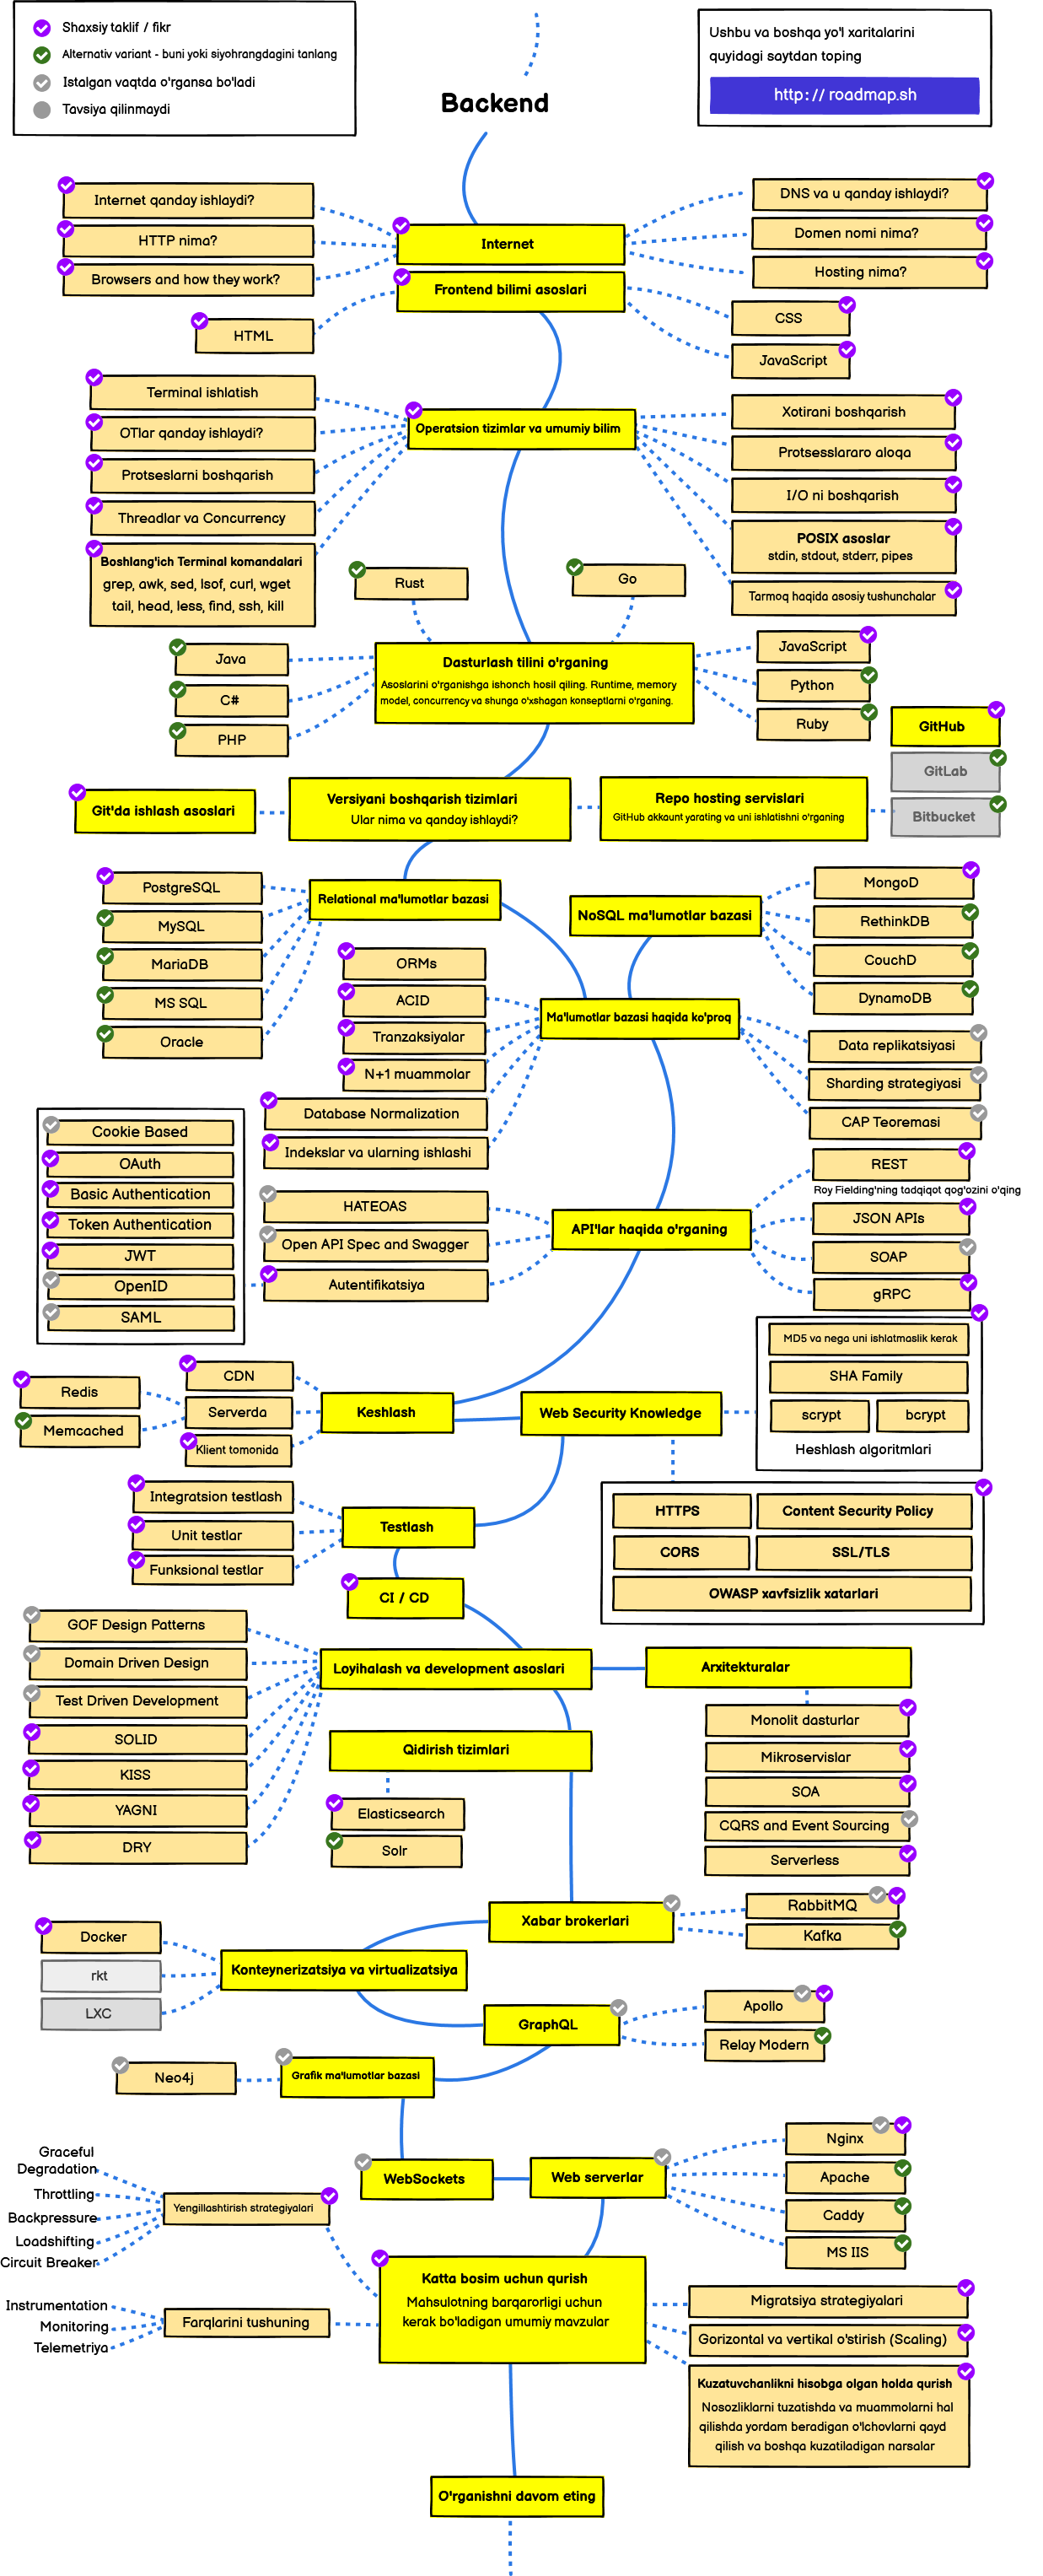 Shaxsiy taklif / fikr
Alternativ variant - buni yoki siyohrangdagini tanlang
Istalgan vaqtda o'rgansa bo'ladi
Tavsiya qilinmaydi
Ushbu va boshqa yo'l xaritalarini
quyidagi saytdan toping
http://roadmap.sh
Backend
Internet qanday ishlaydi?
HTTP nima?
Browsers and how they work?
Internet
DNS va u qanday ishlaydi?
Domen nomi nima?
Hosting nima?
Frontend bilimi asoslari
HTML
CSS
JavaScript
Terminal ishlatish
OTlar qanday ishlaydi?
Protseslarni boshqarish
Threadlar va Concurrency
Boshlang'ich Terminal komandalari
grep, awk, sed, lsof, curl, wget
tail, head, less, find, ssh, kill
Operatsion tizimlar va umumiy bilim
Xotirani boshqarish
Protsesslararo aloqa
I/O ni boshqarish
POSIX asoslar
stdin, stdout, stderr, pipes
Tarmoq haqida asosiy tushunchalar
Rust
Go
Java
C#
PHP
Dasturlash tilini o'rganing
Asoslarini o'rganishga ishonch hosil qiling. Runtime, memory
model, concurrency va shunga o'xshagan konseptlarni o'rganing.
JavaScript
Python
Ruby
GitHub
GitLab
Bitbucket
Git'da ishlash asoslari
Versiyani boshqarish tizimlari
Ular nima va qanday ishlaydi?
Repo hosting servislari
GitHub akkaunt yarating va uni ishlatishni o'rganing
PostgreSQL
MySQL
MariaDB
MS SQL
Oracle
Relational ma'lumotlar bazasi
NoSQL ma'lumotlar bazasi
MongoD
RethinkDB
CouchD
DynamoDB
ORMs
ACID
Tranzaksiyalar
N+1 muammolar
Database Normalization
Indekslar va ularning ishlashi
Ma'lumotlar bazasi haqida ko'proq
Data replikatsiyasi
Sharding strategiyasi
CAP Teoremasi
Cookie Based
OAuth
Basic Authentication
Token Authentication
JWT
OpenID
SAML
HATEOAS
Open API Spec and Swagger
Autentifikatsiya
API'lar haqida o'rganing
REST
Roy Fielding'ning tadqiqot qog'ozini o'qing
JSON APIs
SOAP
gRPC
MD5 va nega uni ishlatmaslik kerak
SHA Family
scrypt
bcrypt
Heshlash algoritmlari
Redis
Memcached
CDN
Serverda
Klient tomonida
Keshlash
Web Security Knowledge
HTTPS
Content Security Policy
CORS
SSL/TLS
OWASP xavfsizlik xatarlari
Integratsion testlash
Unit testlar
Funksional testlar
Testlash
CI / CD
GOF Design Patterns
Domain Driven Design
Test Driven Development
SOLID
KISS
YAGNI
DRY
Loyihalash va development asoslari
Arxitekturalar
Monolit dasturlar
Mikroservislar
SOA
CQRS and Event Sourcing
Serverless
Qidirish tizimlari
Elasticsearch
Solr
Xabar brokerlari
RabbitMQ
Kafka
Docker
rkt
LXC
Konteynerizatsiya va virtualizatsiya
GraphQL
Apollo
Relay Modern
Neo4j
Grafik ma'lumotlar bazasi
WebSockets
Web serverlar
Nginx
Apache
Caddy
MS IIS
Graceful
Degradation
Throttling
Backpressure
Loadshifting
Circuit Breaker
Yengillashtirish strategiyalari
Instrumentation
Monitoring
Telemetriya
Farqlarini tushuning
Katta bosim uchun qurish
Mahsulotning barqarorligi uchun
kerak bo'ladigan umumiy mavzular
Migratsiya strategiyalari
Gorizontal va vertikal o'stirish (Scaling)
Kuzatuvchanlikni hisobga olgan holda qurish
Nosozliklarni tuzatishda va muammolarni hal
qilishda yordam beradigan o'lchovlarni qayd
qilish va boshqa kuzatiladigan narsalar
O'rganishni davom eting